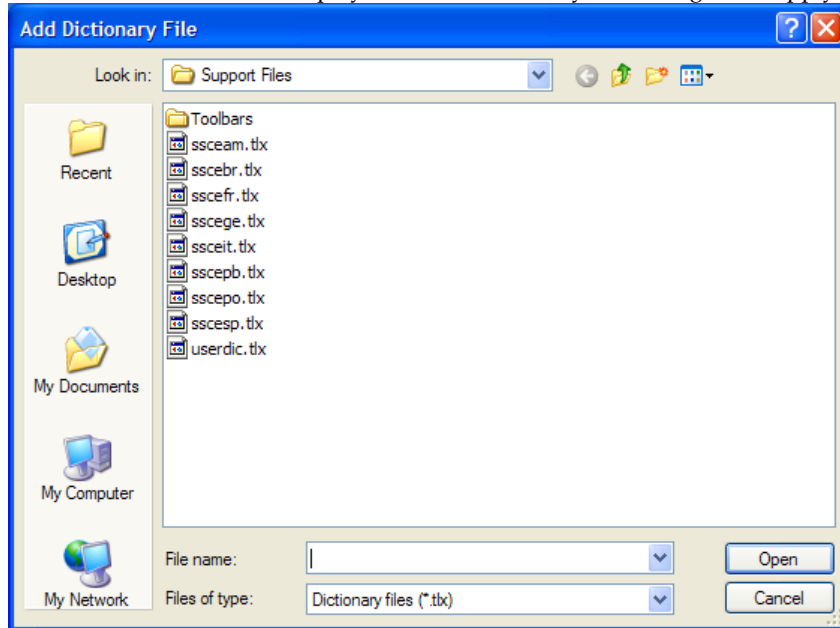 Add Dictionary File
Look in: Support Files
Toolbars
ssceam.tlx
sscebr.tlx
sscefr.tlx
sscege.tlx
ssceit.tlx
sscepb.tlx
sscepo.tlx
sscesp.tlx
userdic.tlx
Recent
Desktop
My Documents
My Computer
My Network
File name:
Open
Files of type: Dictionary files (*.tlx)
Cancel